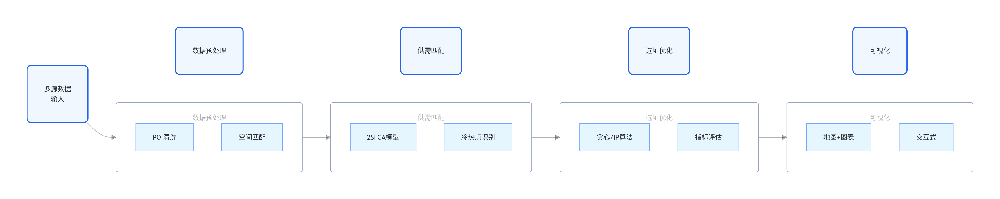 数据预处理
供需匹配
选址优化
可视化
多源数据
输入
数据预处理
供需匹配
选址优化
可视化
POI清洗
空间匹配
2SFCA模型
冷热点识别
贪心/IP算法
指标评估
地图+图表
交互式